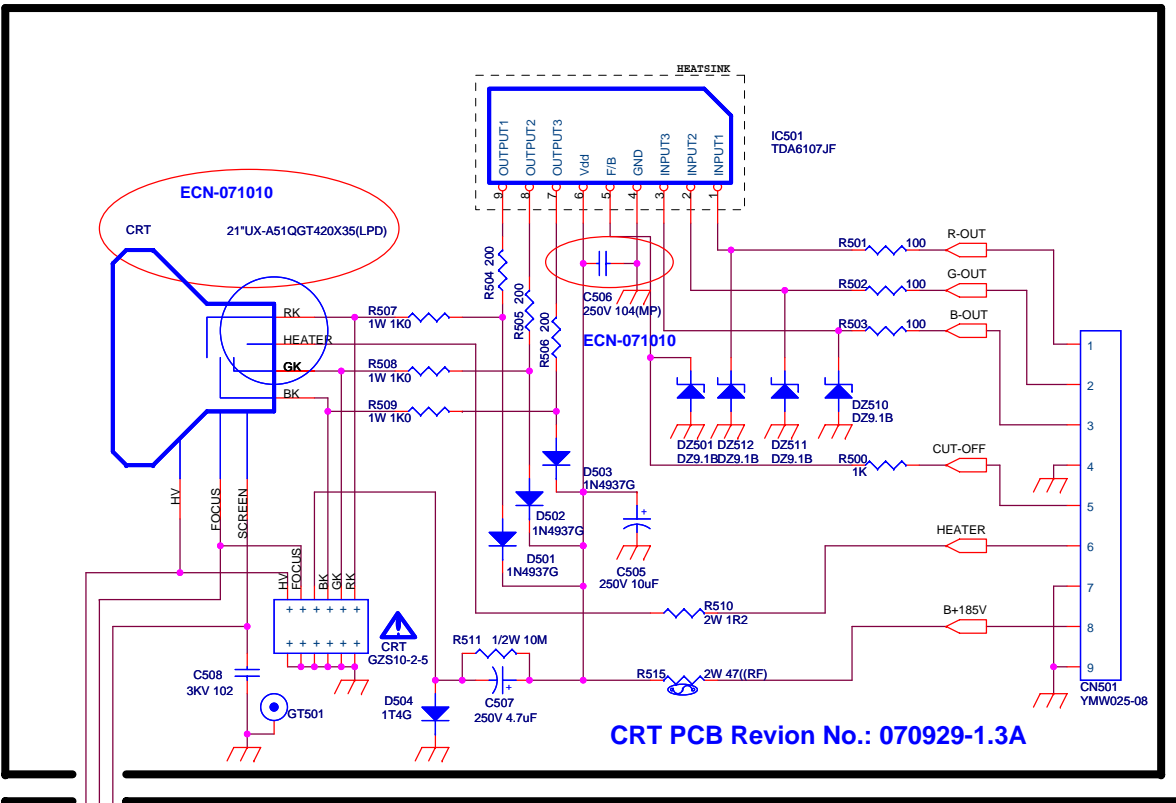 HEATSINK
OUTPUT1
OUTPUT2
OUTPUT3
Vdd
F/B
GND
INPUT3
INPUT2
INPUT1
9
8
7
6
5
4
3
2
1
IC501
TDA6107JF
ECN-071010
CRT
21"UX-A51QGT420X35(LPD)
R504 200
R505 200
R506 200
C506
250V 104(MP)
ECN-071010
R501 100
R-OUT
R502 100
G-OUT
R503 100
B-OUT
RK
HEATER
GK
BK
R507
1W 1K0
R508
1W 1K0
R509
1W 1K0
DZ501
DZ9.1B
DZ512
DZ9.1B
DZ511
DZ9.1B
DZ510
DZ9.1B
R500
1K
CUT-OFF
HEATER
B+185V
1
2
3
4
5
6
7
8
9
CN501
YMW025-08
HV
FOCUS
SCREEN
D503
1N4937G
D502
1N4937G
D501
1N4937G
+
C505
250V 10uF
HV
FOCUS
BK
GK
RK
+ + + + + +
+ + + + + +
CRT
GZS10-2-5
R510
2W 1R2
R511 1/2W 10M
+
C507
250V 4.7uF
R515 2W 47((RF)
C508
3KV 102
GT501
D504
1T4G
CRT PCB Revion No.: 070929-1.3A